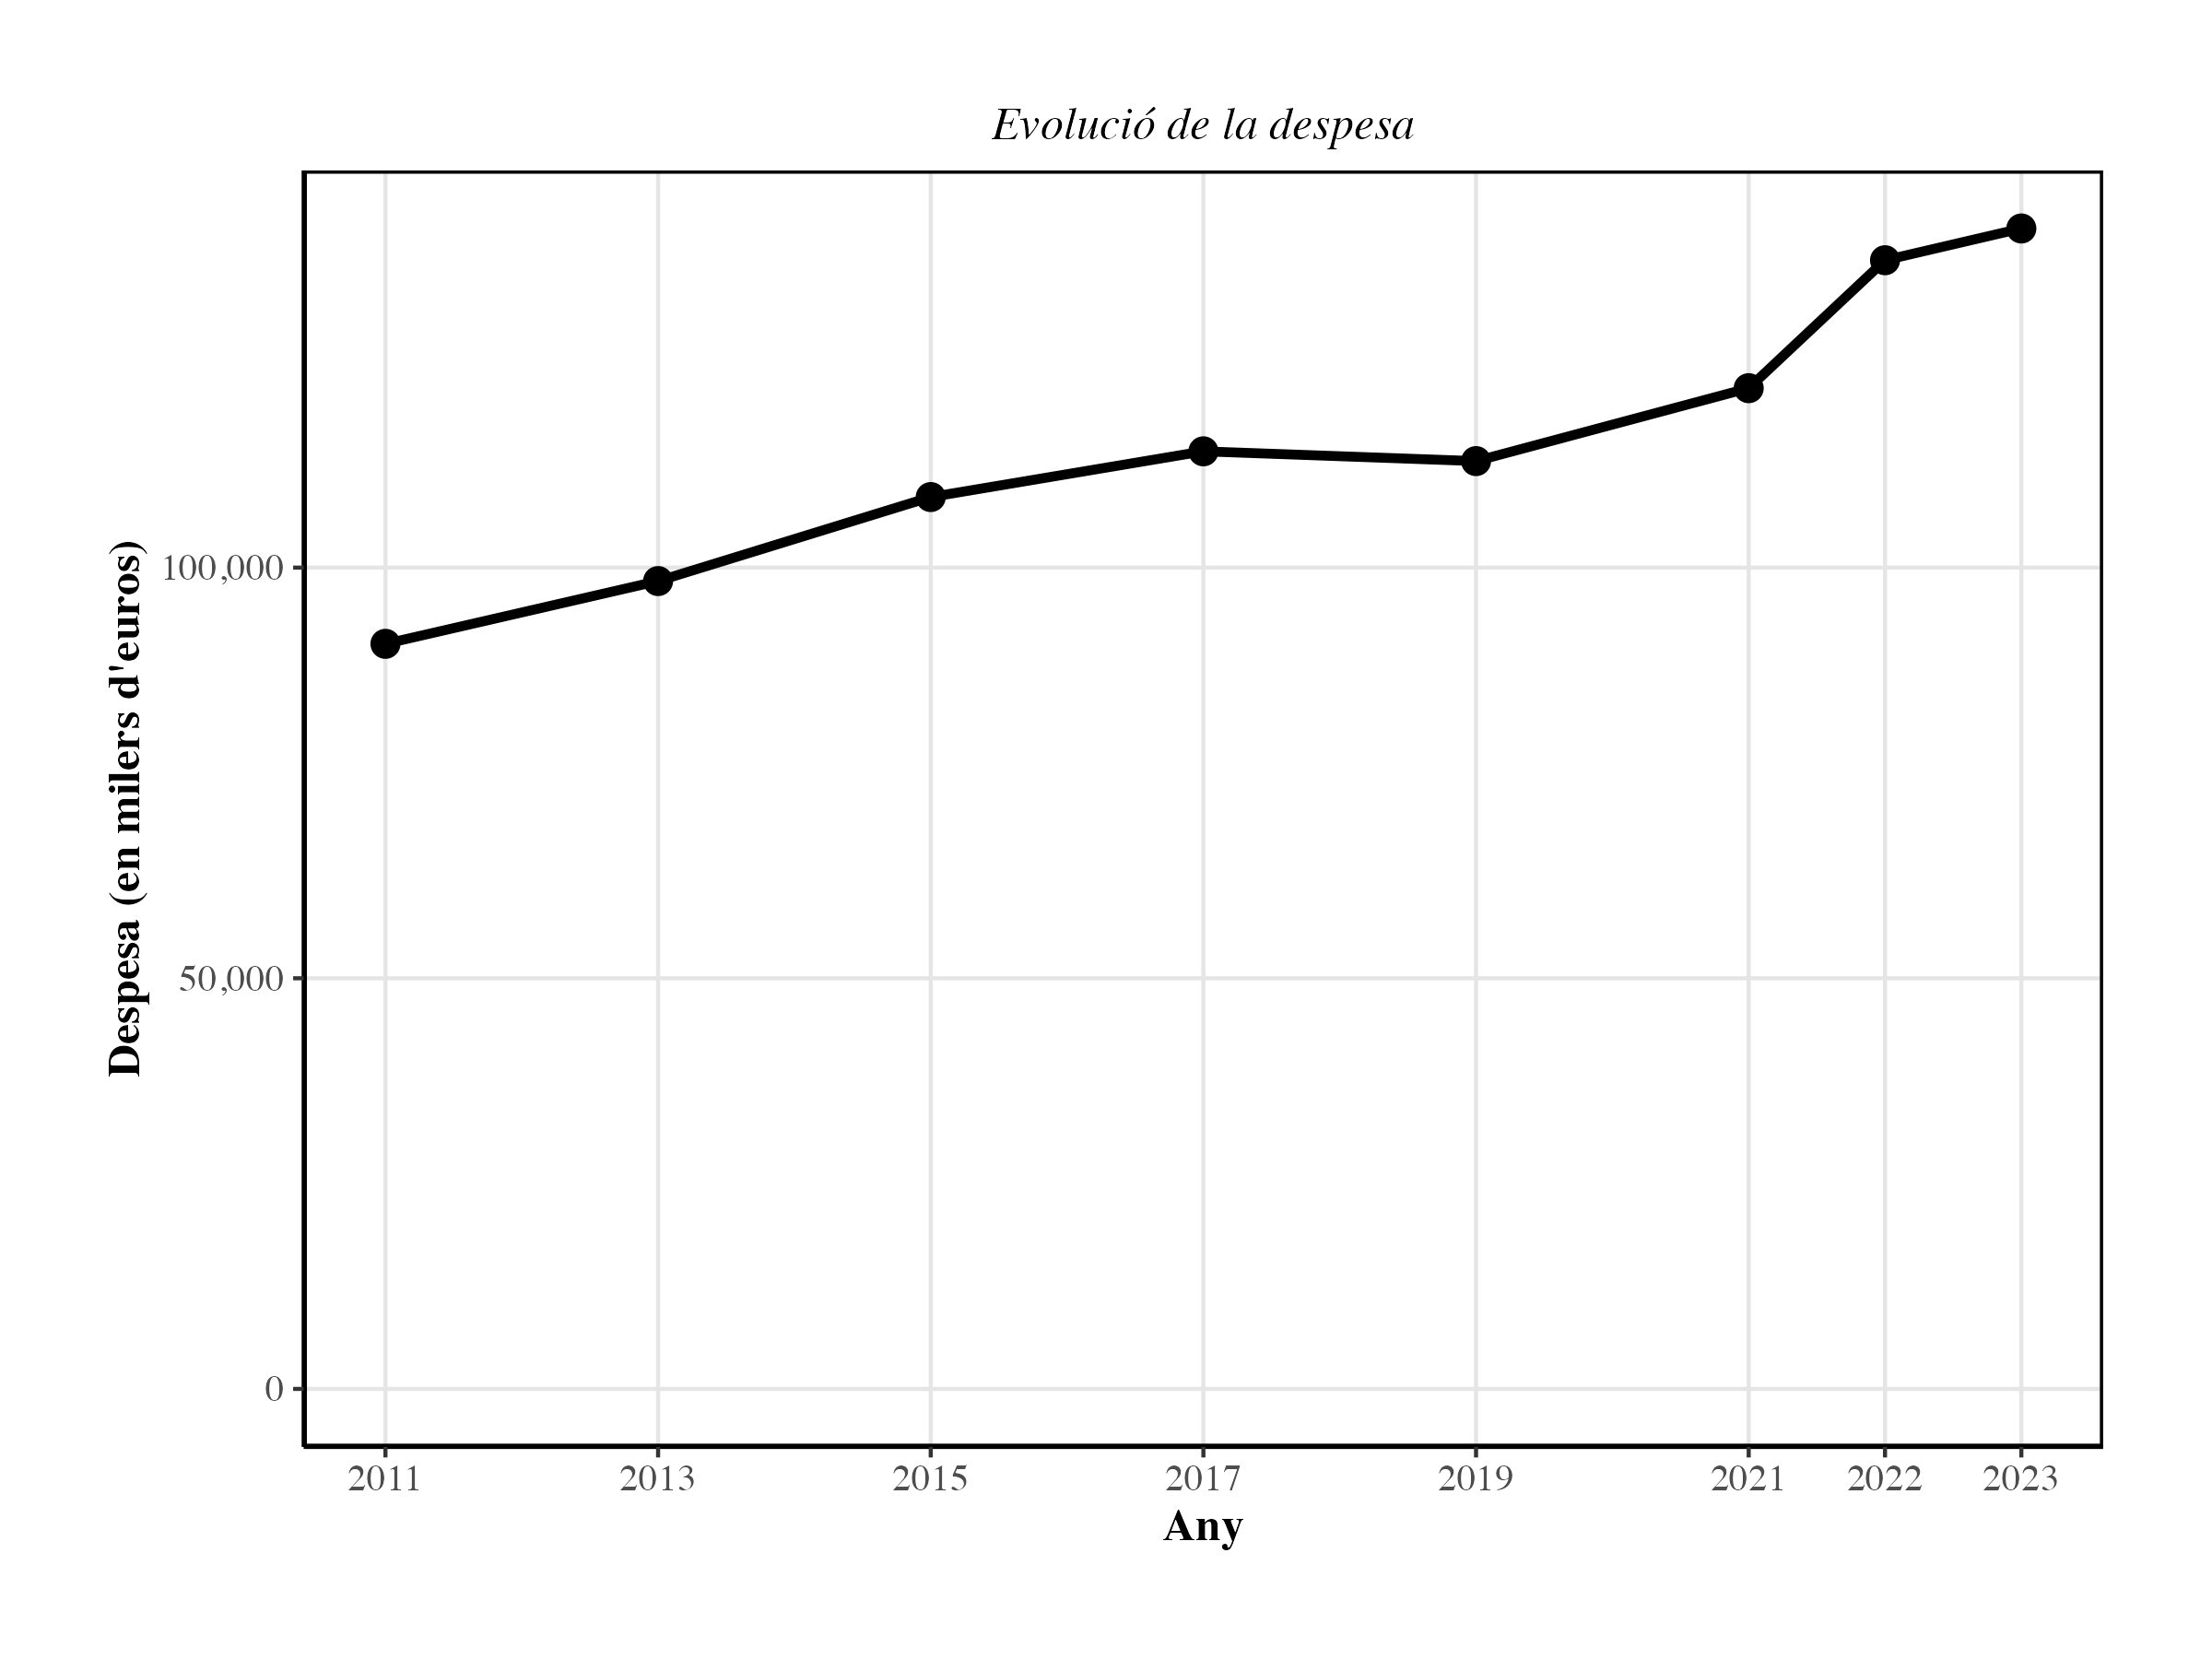 Evolució de la despesa
Despesa (en milers d'euros)
100,000
50,000
0
2011 2013 2015 2017 2019 2021 2022 2023
Any